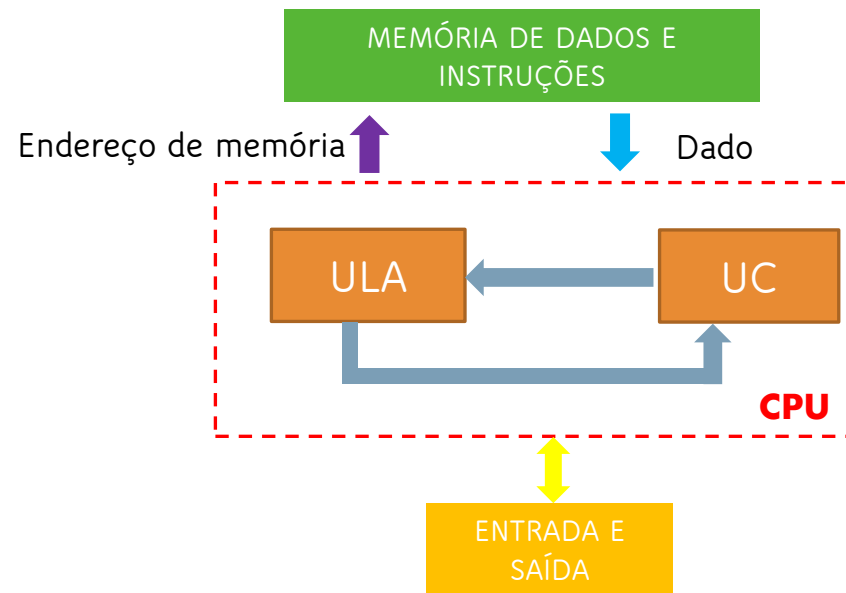 MEMÓRIA DE DADOS E
INSTRUÇÕES
Endereço de memória
Dado
ULA
UC
CPU
ENTRADA E
SAÍDA